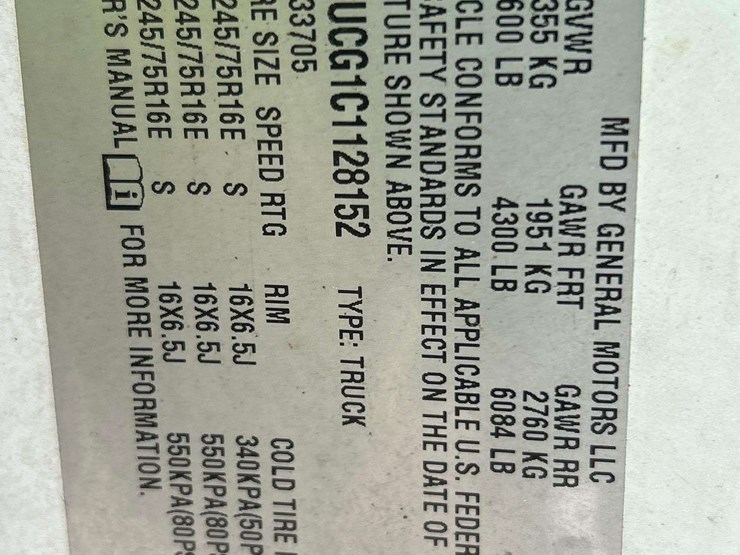 MFD BY GENERAL MOTORS LLC
GVWR GAWR FRT GAWR RR
355 KG 1951 KG 2760 KG
600 LB 4300 LB 6084 LB
CLE CONFORMS TO ALL APPLICABLE U.S. FEDER
AFETY STANDARDS IN EFFECT ON THE DATE OF
TURE SHOWN ABOVE.
UCG1C1128152 TYPE: TRUCK
33705
RE SIZE SPEED RTG RIM COLD TIRE
245/75R16E S 16X6.5J 340KPA(50P
245/75R16E S 16X6.5J 550KPA(80P
245/75R16E S 16X6.5J 550KPA(80PS
R'S MANUAL i FOR MORE INFORMATION.